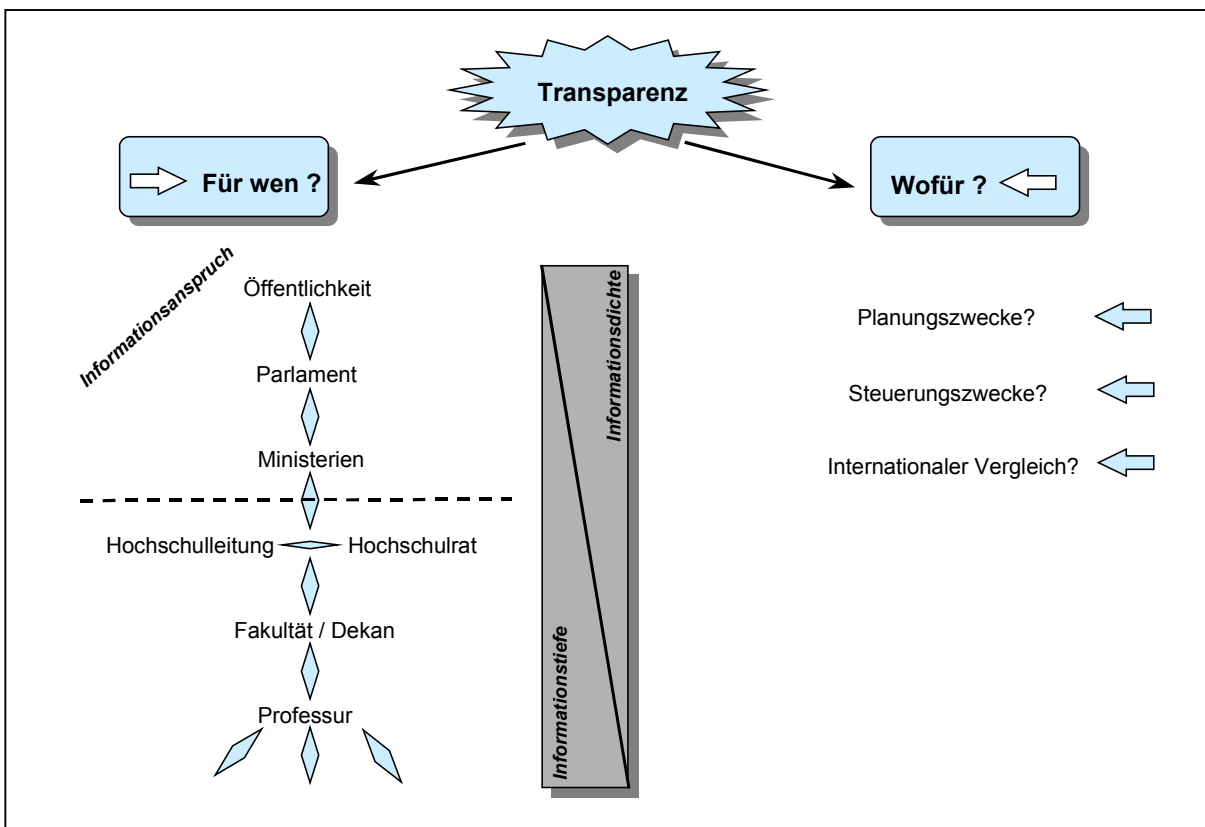 Transparenz
Für wen ?
Wofür ?
Informationsanspruch
Öffentlichkeit
Parlament
Ministerien
Hochschulleitung Hochschulrat
Fakultät / Dekan
Professur
Informationsdichte
Informationstiefe
Planungszwecke?
Steuerungszwecke?
Internationaler Vergleich?